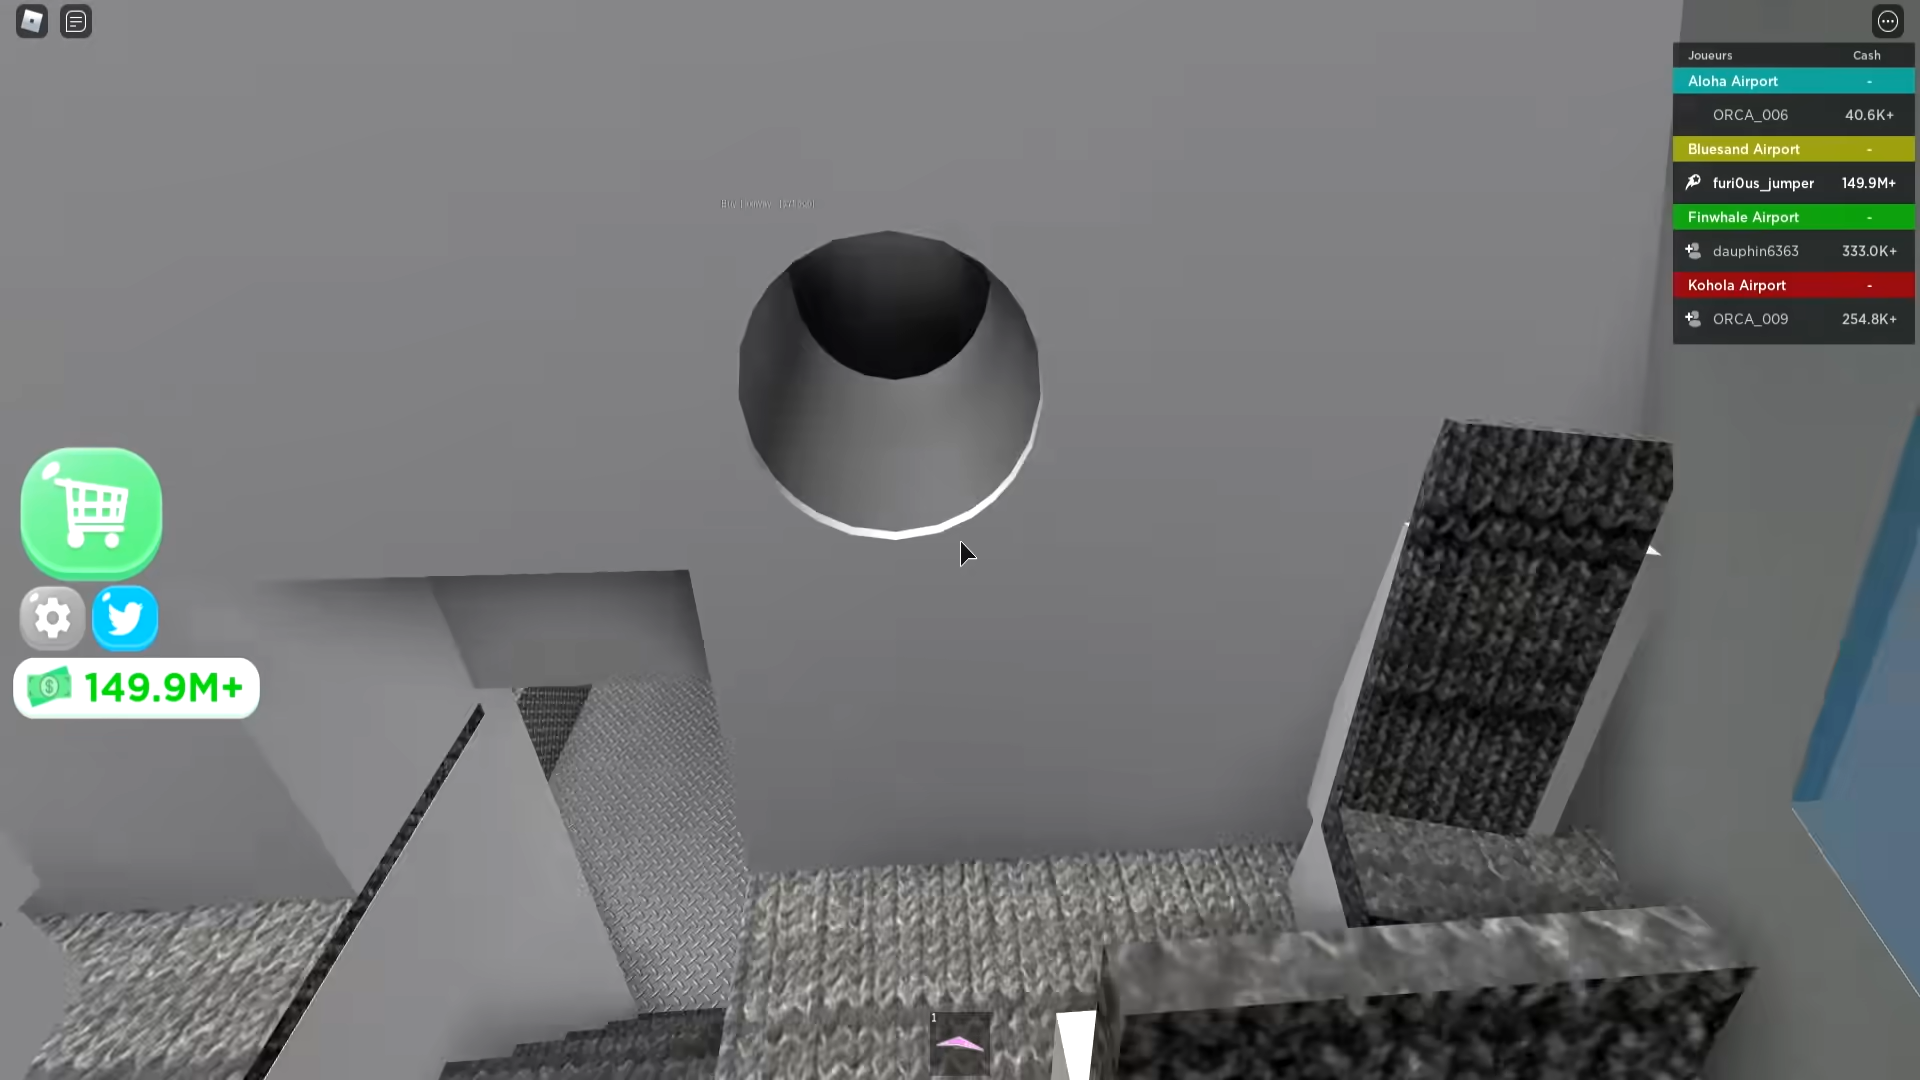 Joueurs Cash
Aloha Airport -
ORCA_006 40.6K+
Bluesand Airport -
furi0us_jumper 149.9M+
Finwhale Airport -
dauphin6363 333.0K+
Kohola Airport -
ORCA_009 254.8K+
Buy
149.9M+
1